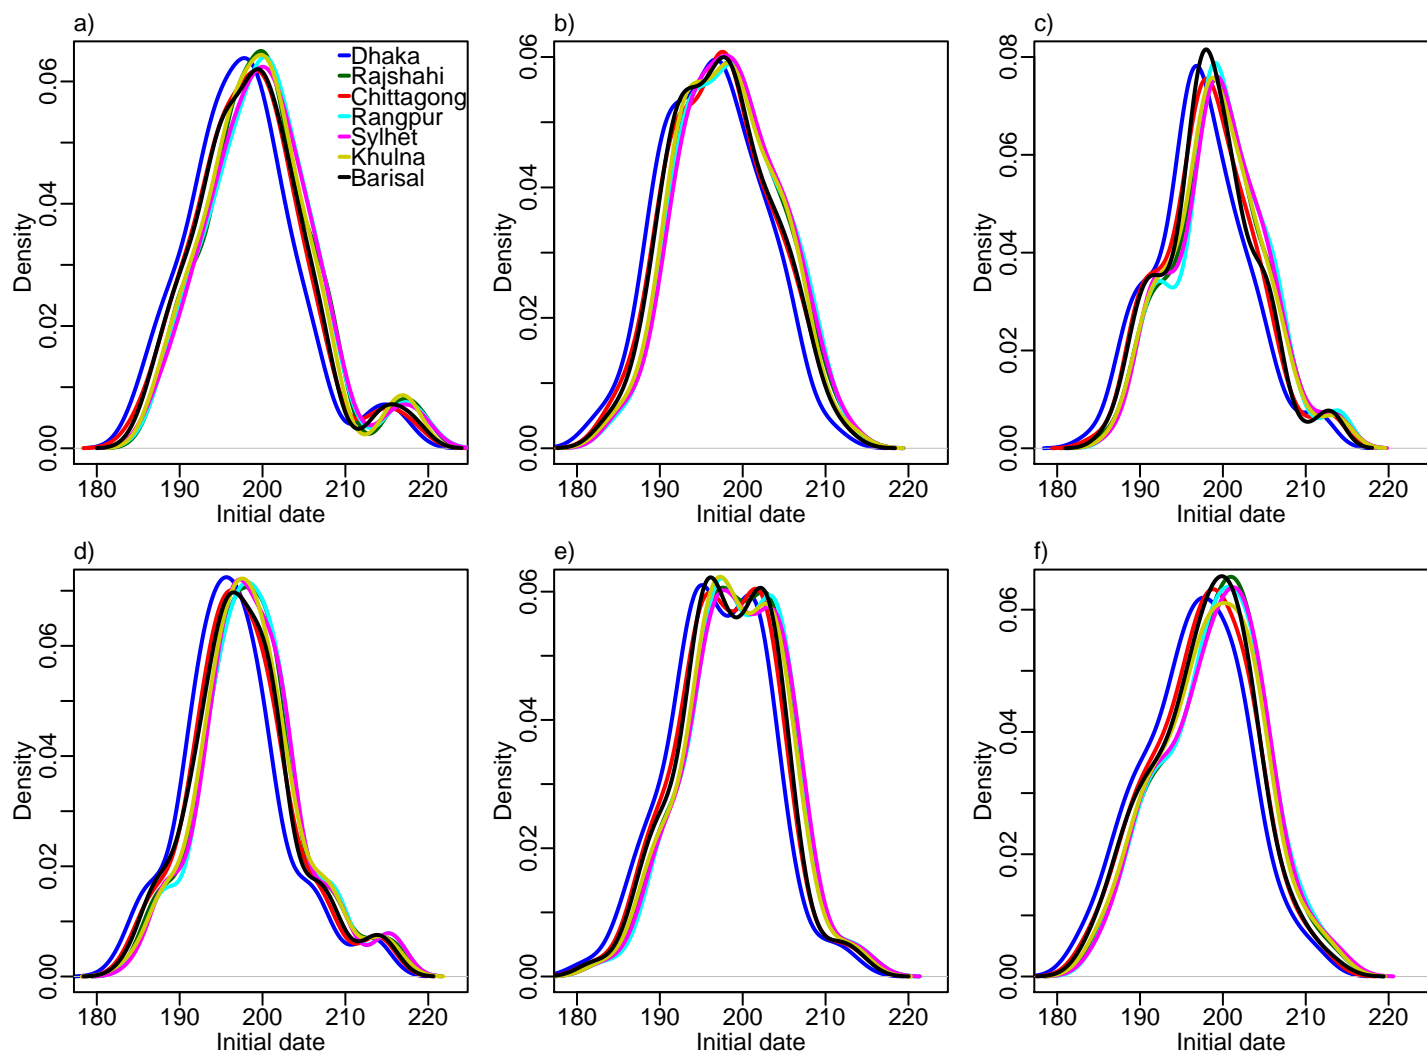 a)
Density
0.00 0.02 0.04 0.06
Dhaka
Rajshahi
Chittagong
Rangpur
Sylhet
Khulna
Barisal
180 190 200 210 220
Initial date
b)
Density
0.00 0.02 0.04 0.06
180 190 200 210 220
Initial date
c)
Density
0.00 0.02 0.04 0.06 0.08
180 190 200 210 220
Initial date
d)
Density
0.00 0.02 0.04 0.06
180 190 200 210 220
Initial date
e)
Density
0.00 0.02 0.04 0.06
180 190 200 210 220
Initial date
f)
Density
0.00 0.02 0.04 0.06
180 190 200 210 220
Initial date